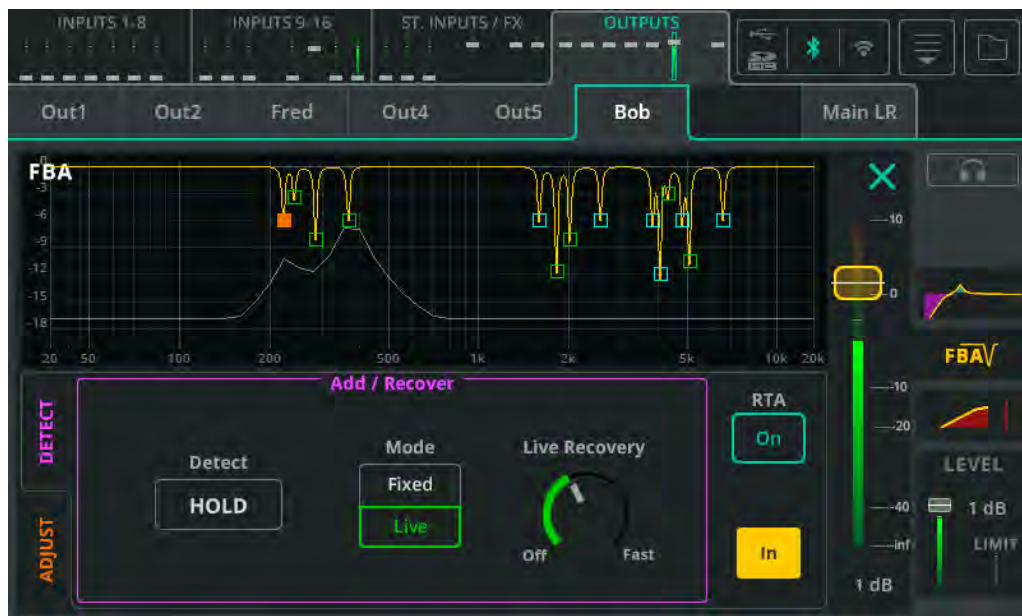 INPUTS 1-8 INPUTS 9-16 ST. INPUTS / FX OUTPUTS
Out1 Out2 Fred Out4 Out5 Bob Main LR
FBA
0
-3
-6
-9
-12
-15
-18
20 50 100 200 500 1k 2k 5k 10k 20k
10
0
-10
-20
-40
-inf
1 dB
FBA
LEVEL
1 dB
LIMIT
DETECT
ADJUST
Add / Recover
Detect
HOLD
Mode
Fixed
Live
Live Recovery
Off Fast
RTA
On
In